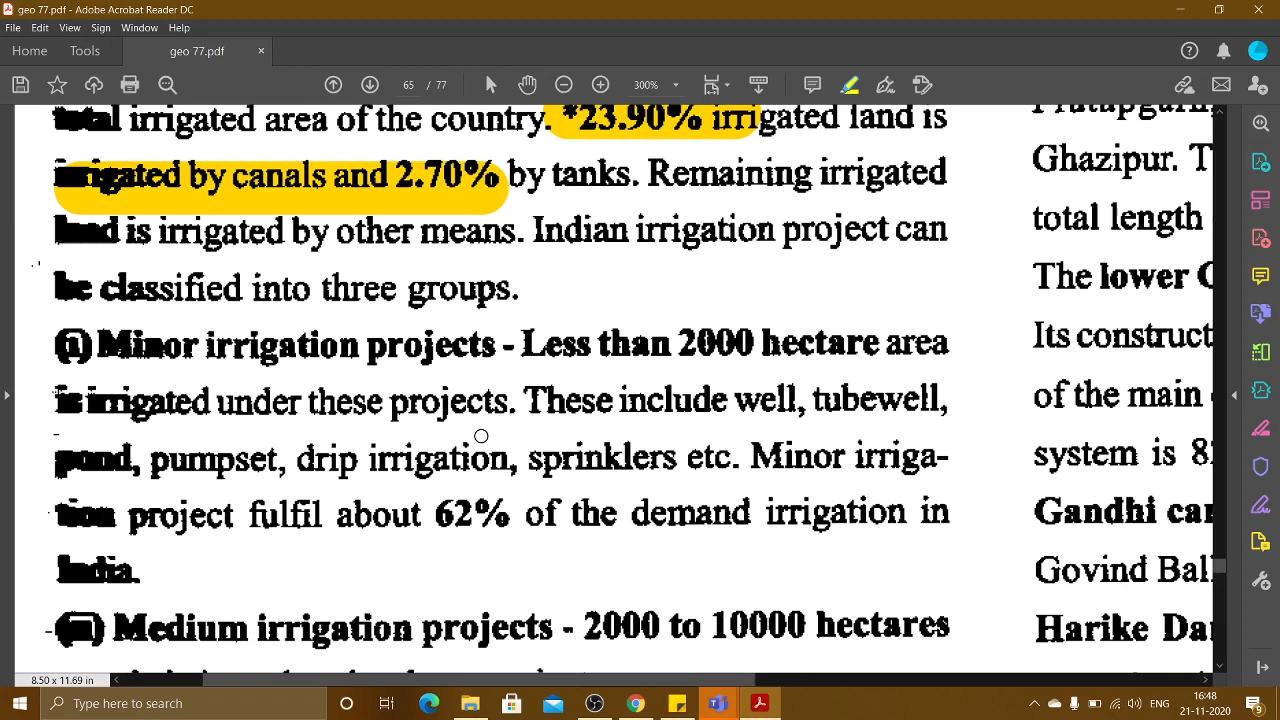 geo 77.pdf - Adobe Acrobat Reader DC
File Edit View Sign Window Help
Home Tools geo 77.pdf ×
65 / 77 300%
total irrigated area of the country. *23.90% irrigated land is
irrigated by canals and 2.70% by tanks. Remaining irrigated
land is irrigated by other means. Indian irrigation project can
be classified into three groups.
(i) Minor irrigation projects - Less than 2000 hectare area
is irrigated under these projects. These include well, tubewell,
pond, pumpset, drip irrigation, sprinklers etc. Minor irriga-
tion project fulfil about 62% of the demand irrigation in
India.
(ii) Medium irrigation projects - 2000 to 10000 hectares
Ghazipur. T
total length
The lower G
Its construct
of the main
system is 8
Gandhi can
Govind Bal
Harike Da
8.50 x 11.69 in
Type here to search
ENG
16:48
21-11-2020
9